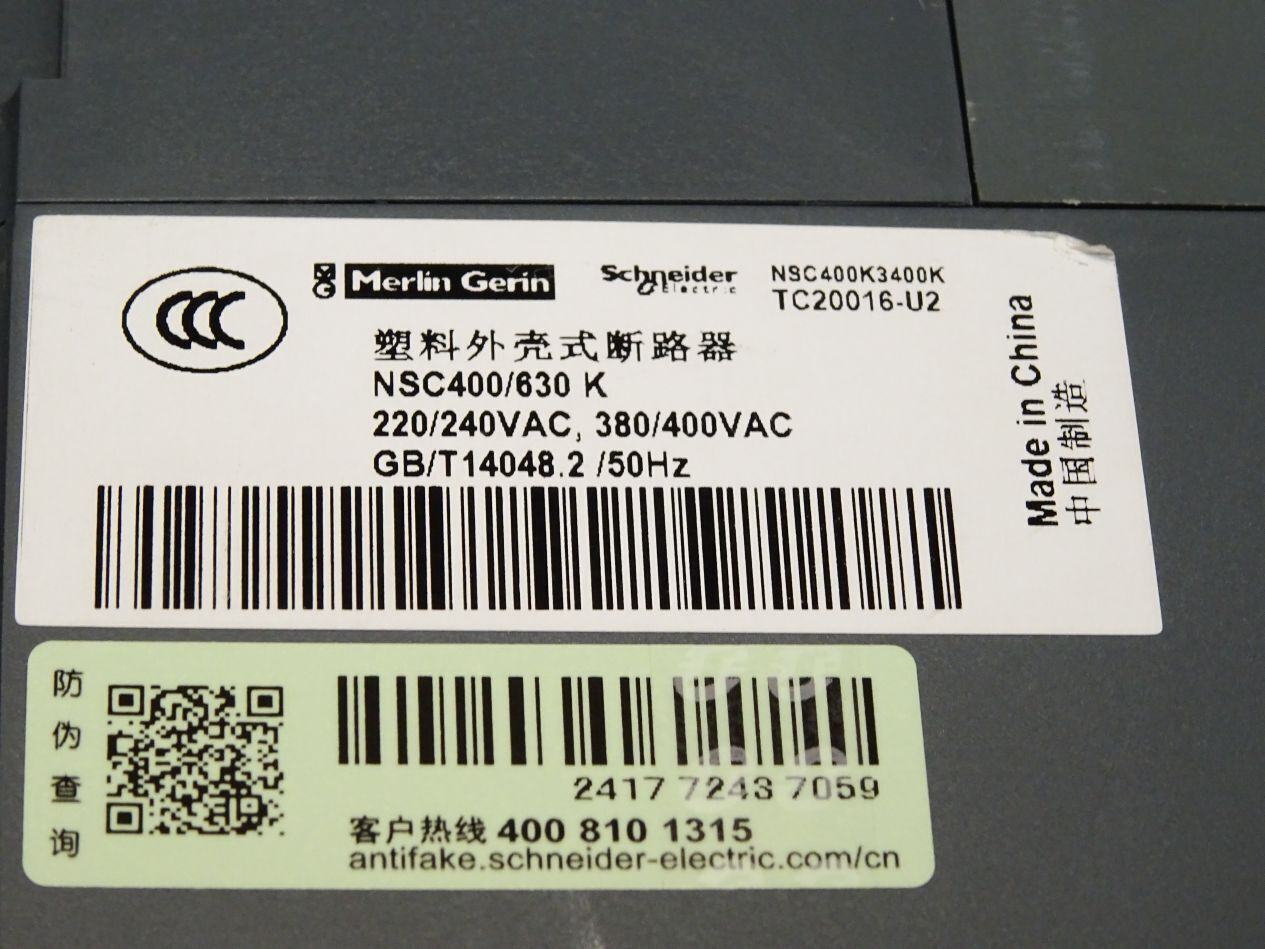 CCC
Merlin Gerin
Schneider
Electric
NSC400K3400K
TC20016-U2
塑料外壳式断路器
NSC400/630 K
220/240VAC, 380/400VAC
GB/T14048.2 /50Hz
Made in China
中国制造
防伪查询
2417 7243 7059
客户热线 400 810 1315
antifake.schneider-electric.com/cn